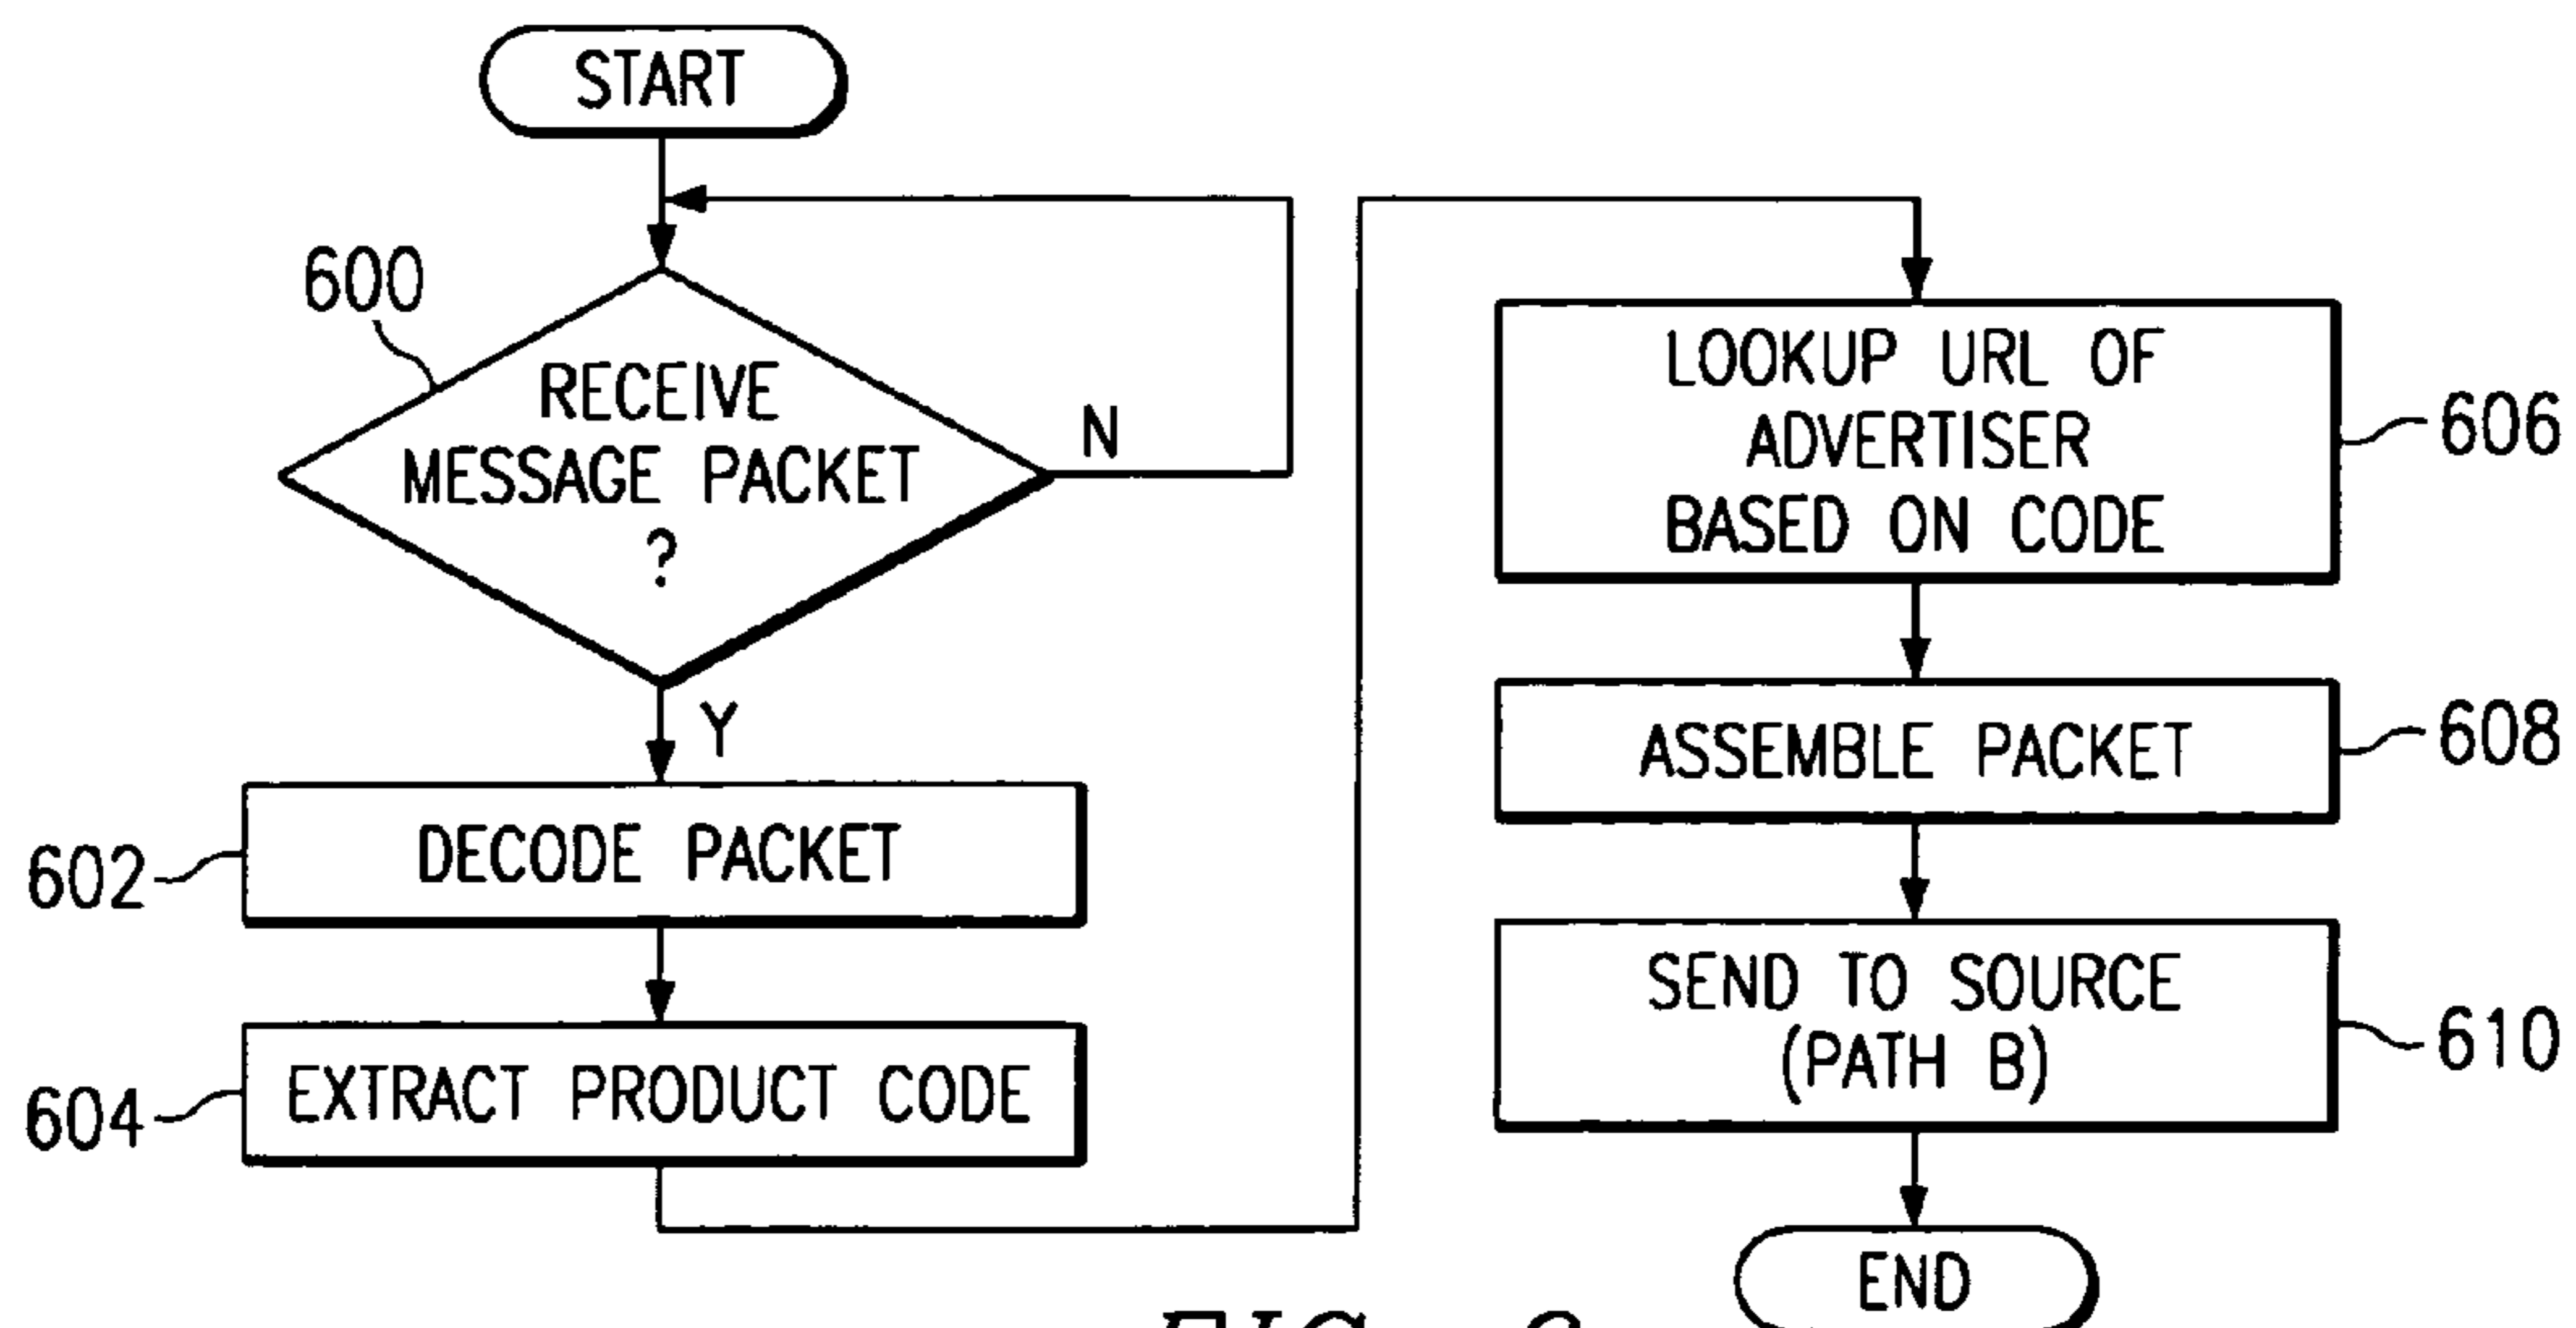 START
600
RECEIVE
MESSAGE PACKET
?
N
Y
602
DECODE PACKET
604
EXTRACT PRODUCT CODE
LOOKUP URL OF
ADVERTISER
BASED ON CODE
606
ASSEMBLE PACKET
608
SEND TO SOURCE
(PATH B)
610
END
FIG.